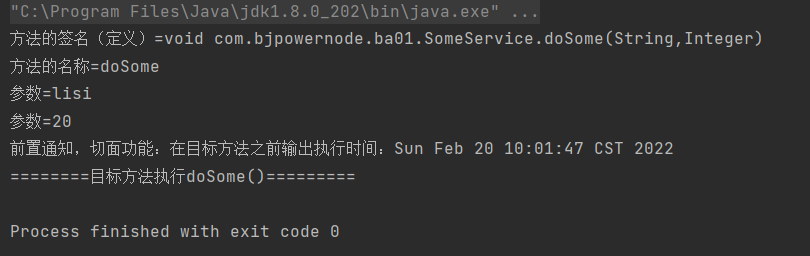 "C:\Program Files\Java\jdk1.8.0_202\bin\java.exe" ...
方法的签名（定义）=void com.bjpowernode.ba01.SomeService.doSome(String,Integer)
方法的名称=doSome
参数=lisi
参数=20
前置通知，切面功能：在目标方法之前输出执行时间：Sun Feb 20 10:01:47 CST 2022
========目标方法执行doSome()=========
Process finished with exit code 0